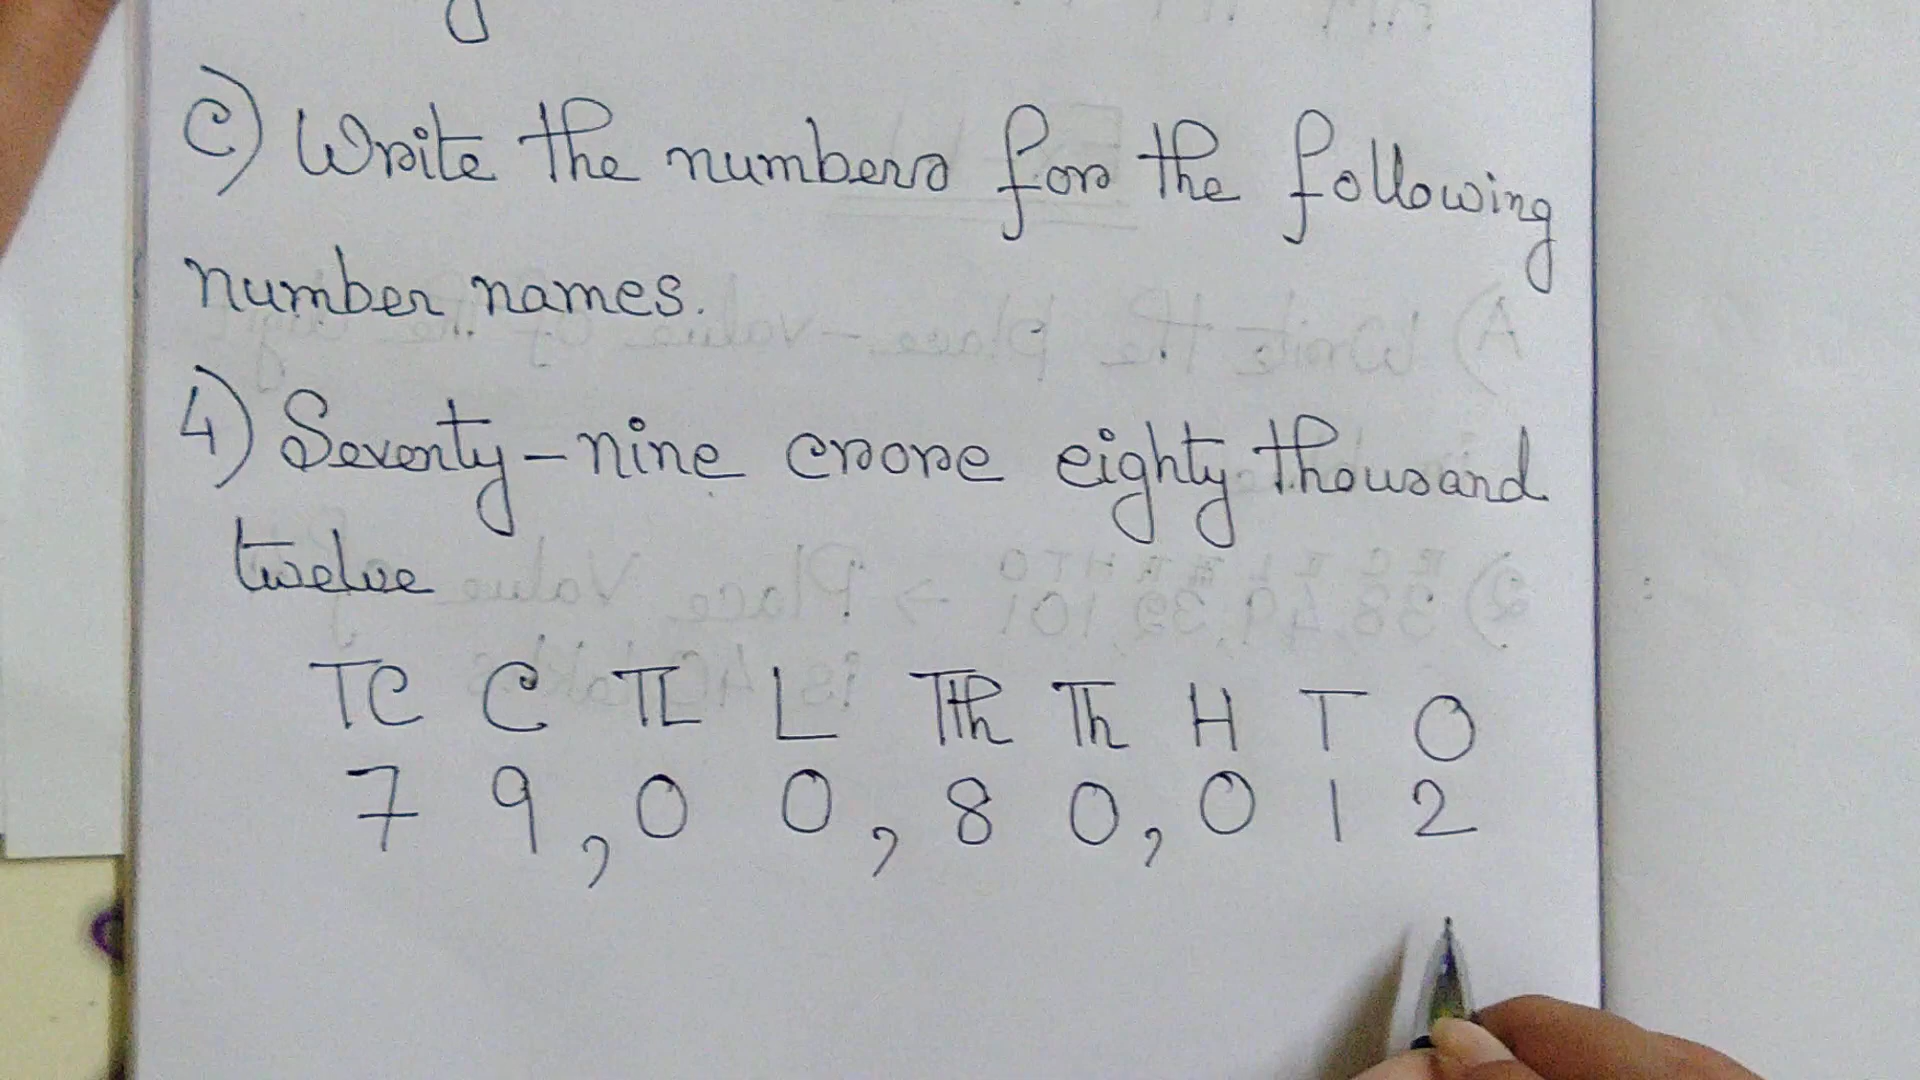 C) Write the numbers for the following
number names.
4) Seventy-nine crore eighty thousand
twelve
TC C TL L TTh Th H T O
7 9, 0 0, 8 0, 0 1 2